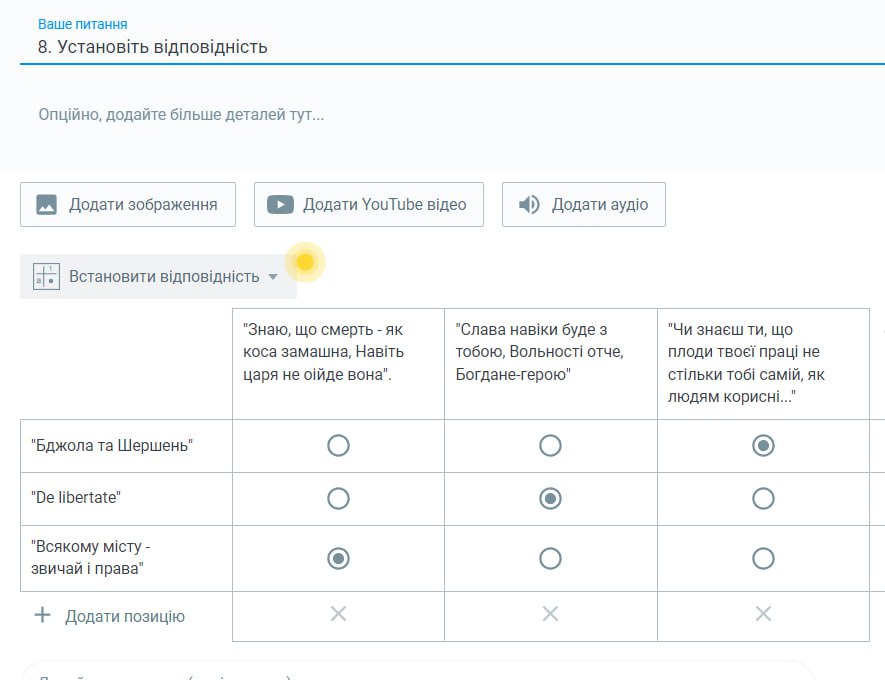 Ваше питання
8. Установіть відповідність
Опційно, додайте більше деталей тут...
Додати зображення
Додати YouTube відео
Додати аудіо
Встановити відповідність
"Знаю, що смерть - як
коса замашна, Навіть
царя не ойіде вона".
"Слава навіки буде з
тобою, Вольності отче,
Богдане-герою"
"Чи знаєш ти, що
плоди твоєї праці не
стільки тобі самій, як
людям корисні..."
"Бджола та Шершень"
"De libertate"
"Всякому місту -
звичай і права"
Додати позицію